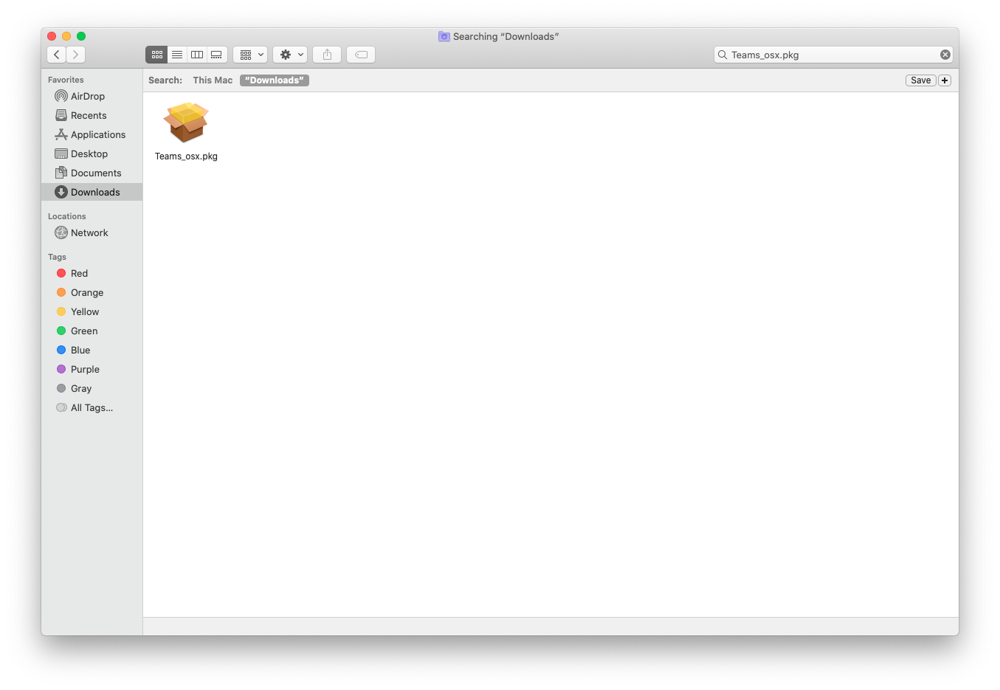 Searching “Downloads”
Teams_osx.pkg
Favorites
AirDrop
Recents
Applications
Desktop
Documents
Downloads
Locations
Network
Tags
Red
Orange
Yellow
Green
Blue
Purple
Gray
All Tags...
Search: This Mac “Downloads” Save +
Teams_osx.pkg